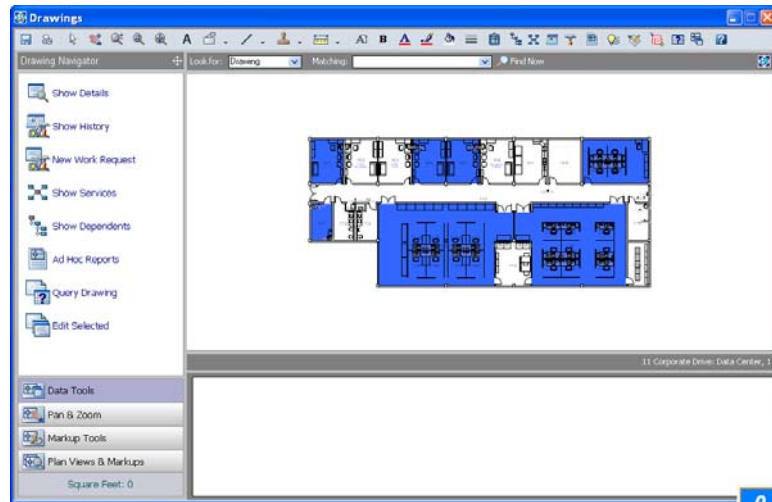 Drawings
Drawing Navigator
Look for:
Drawing
Matching:
Find Now
Show Details
Show History
New Work Request
Show Services
Show Dependents
Ad Hoc Reports
Query Drawing
Edit Selected
11 Corporate Drive: Data Center, 1
Data Tools
Pan & Zoom
Markup Tools
Plan Views & Markups
Square Feet: 0